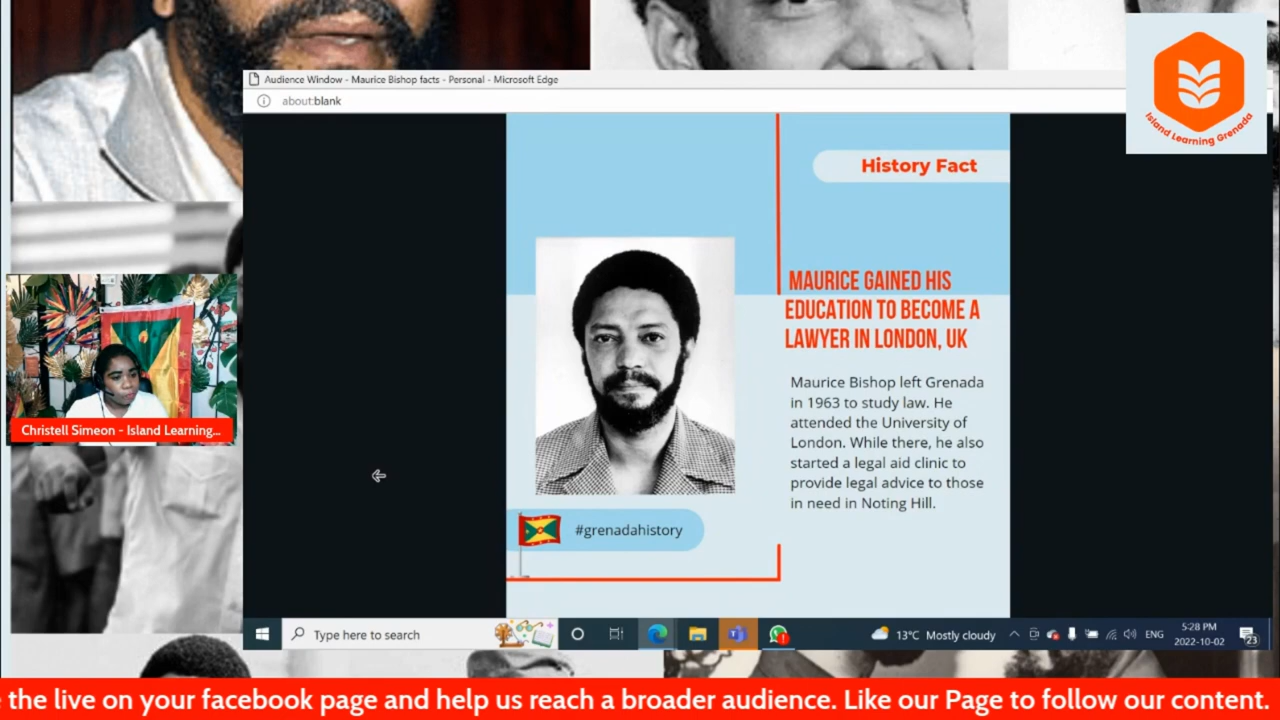 Audience Window - Maurice Bishop facts - Personal - Microsoft Edge
about:blank
Island Learning Grenada
History Fact
MAURICE GAINED HIS
EDUCATION TO BECOME A
LAWYER IN LONDON, UK
Maurice Bishop left Grenada
in 1963 to study law. He
attended the University of
London. While there, he also
started a legal aid clinic to
provide legal advice to those
in need in Noting Hill.
#grenadahistory
Christell Simeon - Island Learning...
Type here to search
13°C Mostly cloudy
ENG
5:28 PM
2022-10-02
23
the live on your facebook page and help us reach a broader audience. Like our Page to follow our content.